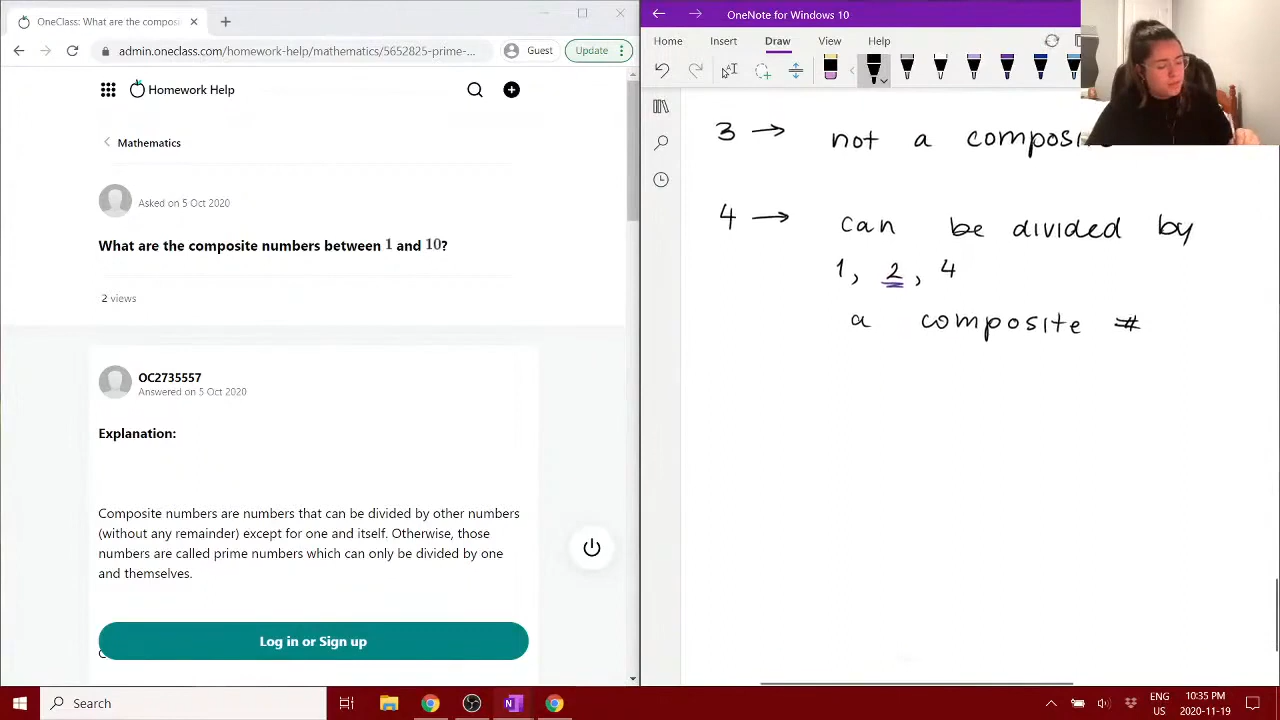 OneClass: What are the composi
OneNote for Windows 10
admin.oneclass.com/homework-help/mathematics/5652825-prime-...
Guest
Update
Home Insert Draw View Help
Homework Help
Mathematics
Asked on 5 Oct 2020
What are the composite numbers between 1 and 10?
2 views
OC2735557
Answered on 5 Oct 2020
Explanation:
Composite numbers are numbers that can be divided by other numbers
(without any remainder) except for one and itself. Otherwise, those
numbers are called prime numbers which can only be divided by one
and themselves.
Log in or Sign up
3 → not a composi
4 → can be divided by
1, 2, 4
a composite #
Search
ENG
US
10:35 PM
2020-11-19